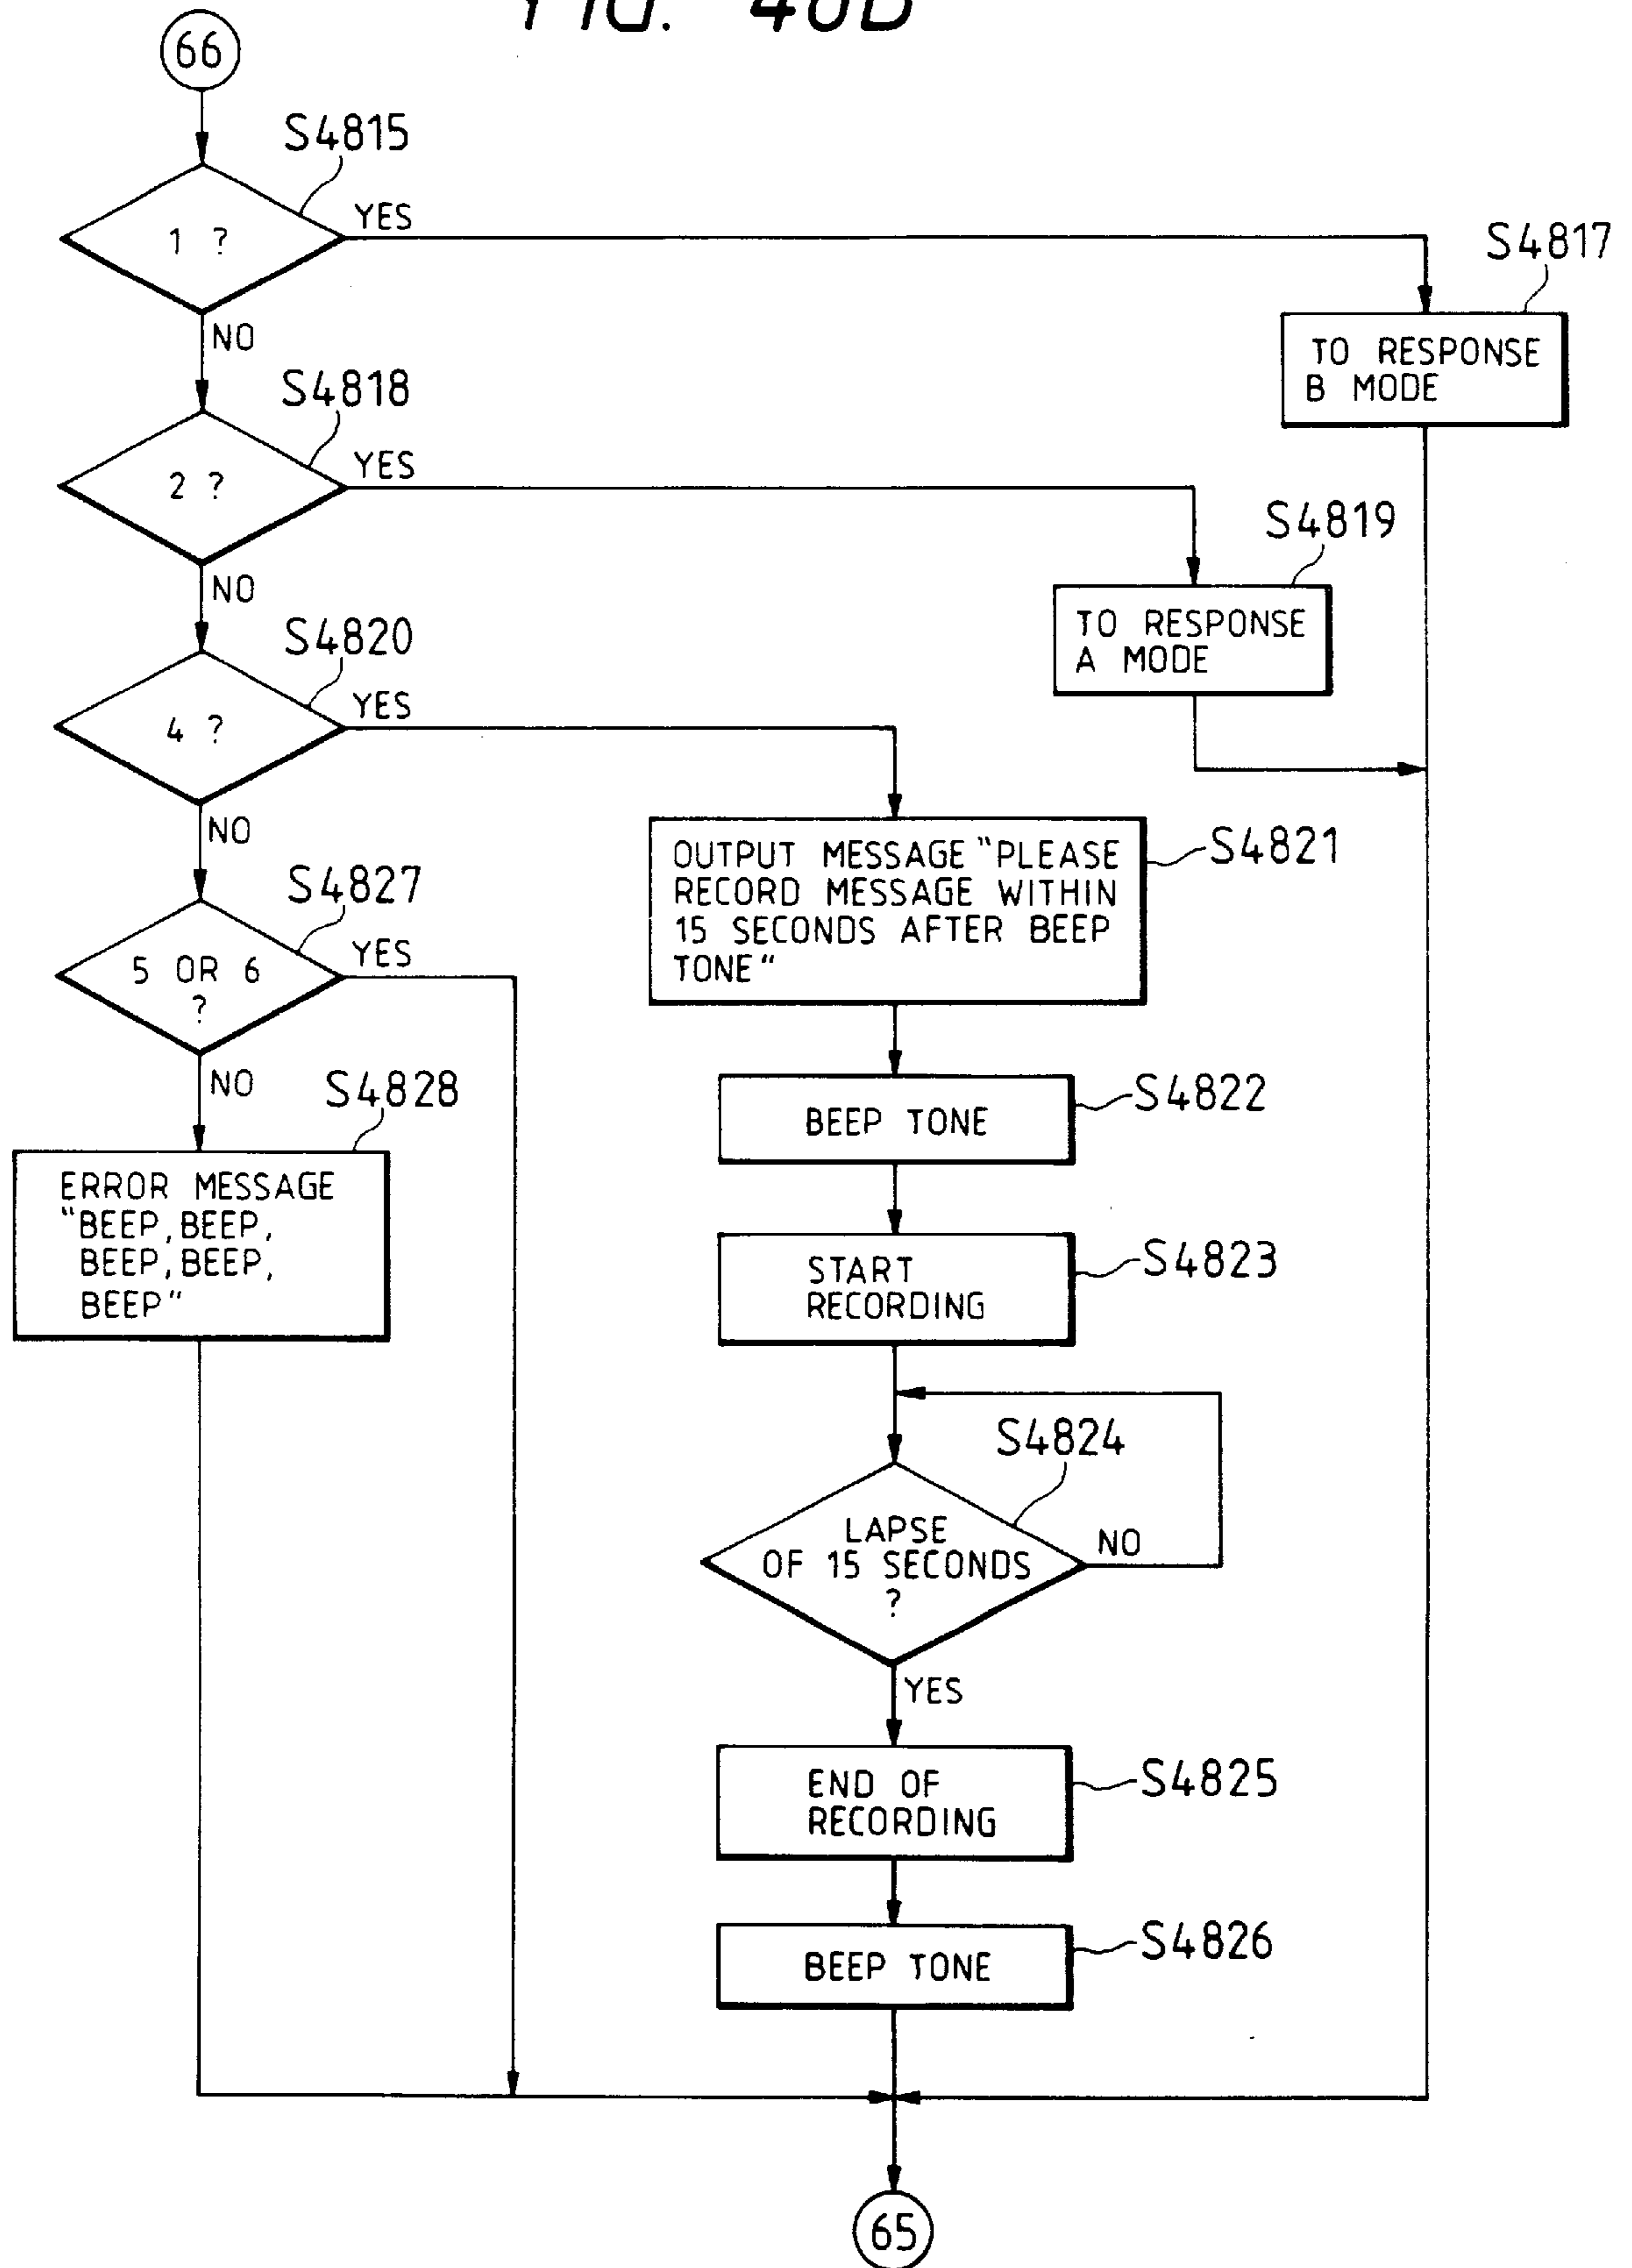 66
S4815
1 ?
YES
NO
S4817
TO RESPONSE
B MODE
S4818
2 ?
YES
NO
S4819
TO RESPONSE
A MODE
S4820
4 ?
YES
NO
S4821
OUTPUT MESSAGE "PLEASE
RECORD MESSAGE WITHIN
15 SECONDS AFTER BEEP
TONE"
S4827
5 OR 6
?
YES
NO
S4822
BEEP TONE
S4828
ERROR MESSAGE
"BEEP, BEEP,
BEEP, BEEP,
BEEP"
S4823
START
RECORDING
S4824
LAPSE
OF 15 SECONDS
?
NO
YES
S4825
END OF
RECORDING
S4826
BEEP TONE
65